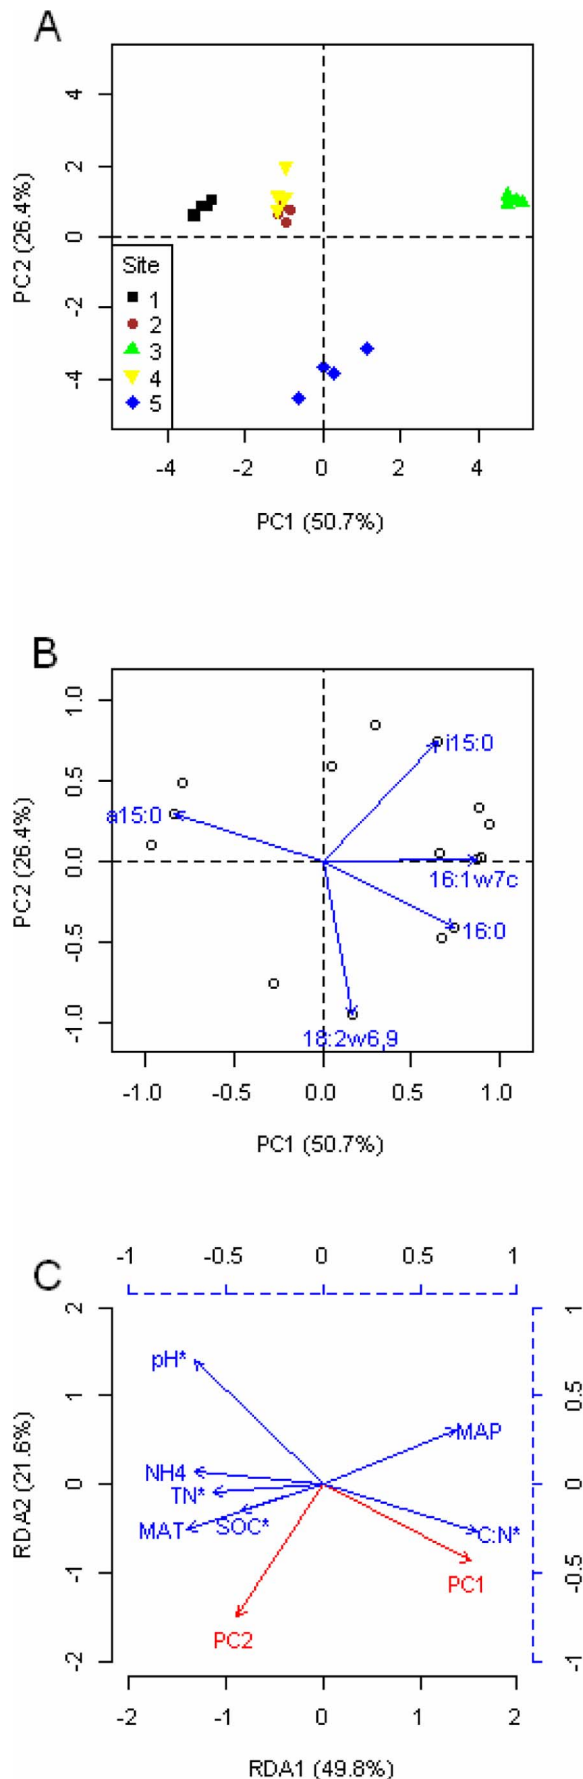 A
PC2 (26.4%)
4
2
0
-2
-4
Site
1
2
3
4
5
-4 -2 0 2 4
PC1 (50.7%)
B
PC2 (26.4%)
1.0
0.5
0.0
-0.5
-1.0
i15:0
a15:0
16:1w7c
16:0
18:2w6,9
-1.0 -0.5 0.0 0.5 1.0
PC1 (50.7%)
C
-1 -0.5 0 0.5 1
RDA2 (21.6%)
2
1
0
-1
-2
1
0.5
0
-0.5
-1
pH*
MAP
NH4
TN*
MAT
SOC*
C:N*
PC1
PC2
-2 -1 0 1 2
RDA1 (49.8%)